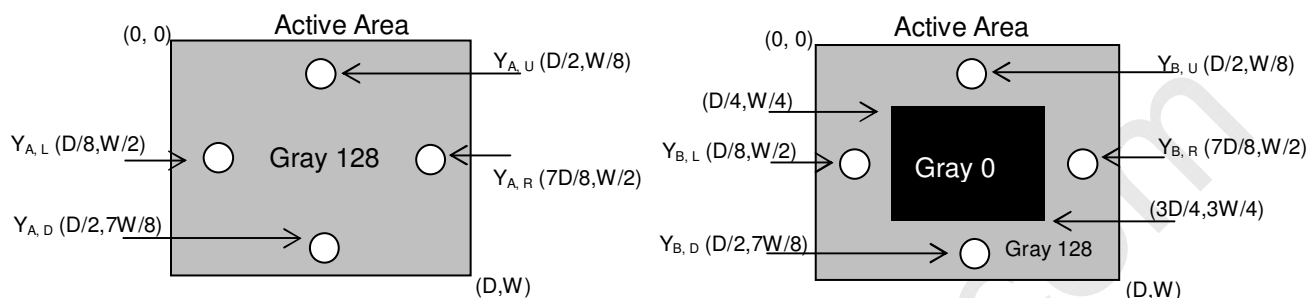 Active Area
(0, 0)
Y_A, U (D/2,W/8)
Y_A, L (D/8,W/2)
Gray 128
Y_A, R (7D/8,W/2)
Y_A, D (D/2,7W/8)
(D,W)
Active Area
(0, 0)
Y_B, U (D/2,W/8)
(D/4,W/4)
Y_B, L (D/8,W/2)
Gray 0
Y_B, R (7D/8,W/2)
(3D/4,3W/4)
Y_B, D (D/2,7W/8)
Gray 128
(D,W)
com